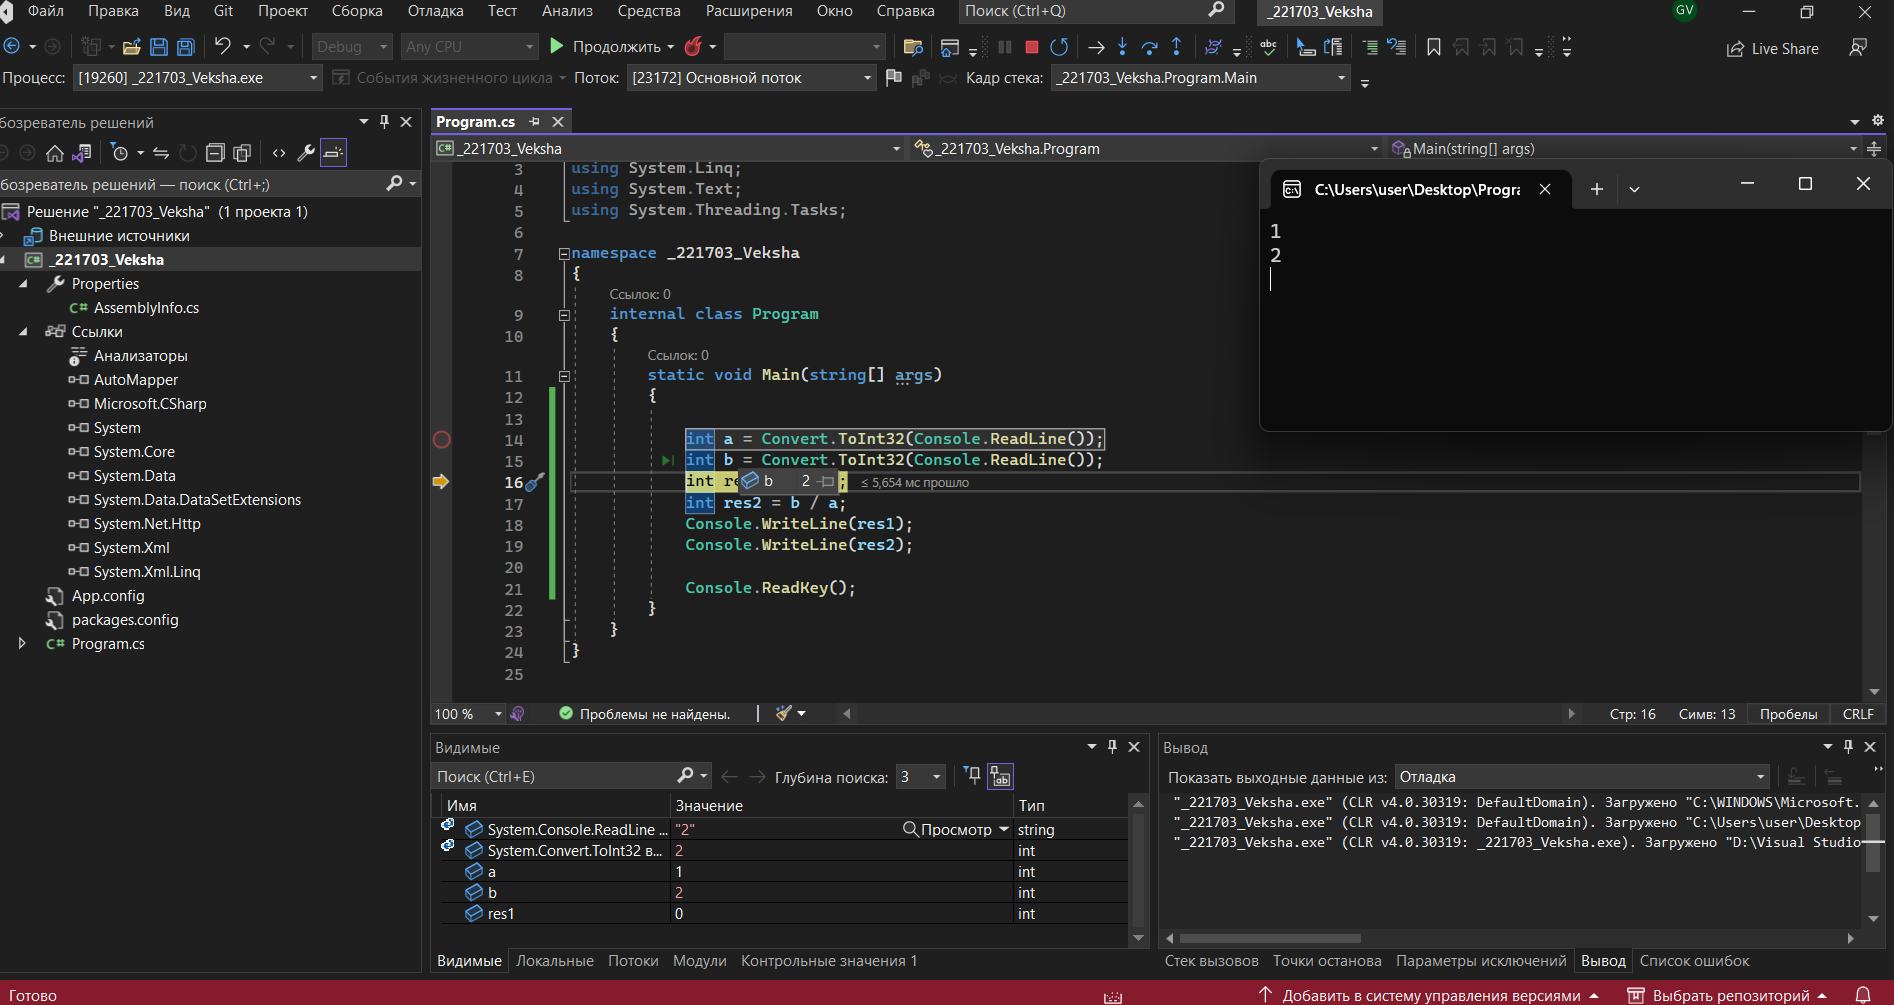 Файл Правка Вид Git Проект Сборка Отладка Тест Анализ Средства Расширения Окно Справка Поиск (Ctrl+Q) _221703_Veksha GV
Debug Any CPU Продолжить Live Share
Процесс: [19260] _221703_Veksha.exe События жизненного цикла Поток: [23172] Основной поток Кадр стека: _221703_Veksha.Program.Main
бозреватель решений
бозреватель решений — поиск (Ctrl+;)
Решение "_221703_Veksha" (1 проекта 1)
Внешние источники
C# _221703_Veksha
Properties
C# AssemblyInfo.cs
Ссылки
Анализаторы
AutoMapper
Microsoft.CSharp
System
System.Core
System.Data
System.Data.DataSetExtensions
System.Net.Http
System.Xml
System.Xml.Linq
App.config
packages.config
C# Program.cs
Program.cs
C# _221703_Veksha _221703_Veksha.Program Main(string[] args)
3 using System.Linq;
4 using System.Text;
5 using System.Threading.Tasks;
6
7 namespace _221703_Veksha
8 {
Ссылок: 0
9 internal class Program
10 {
Ссылок: 0
11 static void Main(string[] args)
12 {
13
14 int a = Convert.ToInt32(Console.ReadLine());
15 int b = Convert.ToInt32(Console.ReadLine());
16 int re b 2 ; ≤ 5,654 мс прошло
17 int res2 = b / a;
18 Console.WriteLine(res1);
19 Console.WriteLine(res2);
20
21 Console.ReadKey();
22 }
23 }
24 }
25
C:\Users\user\Desktop\Progra
1
2
100 % Проблемы не найдены. Стр: 16 Симв: 13 Пробелы CRLF
Видимые
Поиск (Ctrl+E) Глубина поиска: 3
Имя Значение Тип
System.Console.ReadLine ... "2" Просмотр string
System.Convert.ToInt32 в... 2 int
a 1 int
b 2 int
res1 0 int
Видимые Локальные Потоки Модули Контрольные значения 1
Вывод
Показать выходные данные из: Отладка
"_221703_Veksha.exe" (CLR v4.0.30319: DefaultDomain). Загружено "C:\WINDOWS\Microsoft.
"_221703_Veksha.exe" (CLR v4.0.30319: DefaultDomain). Загружено "C:\Users\user\Desktop
"_221703_Veksha.exe" (CLR v4.0.30319: _221703_Veksha.exe). Загружено "D:\Visual Studio
Стек вызовов Точки останова Параметры исключений Вывод Список ошибок
Готово Добавить в систему управления версиями Выбрать репозиторий